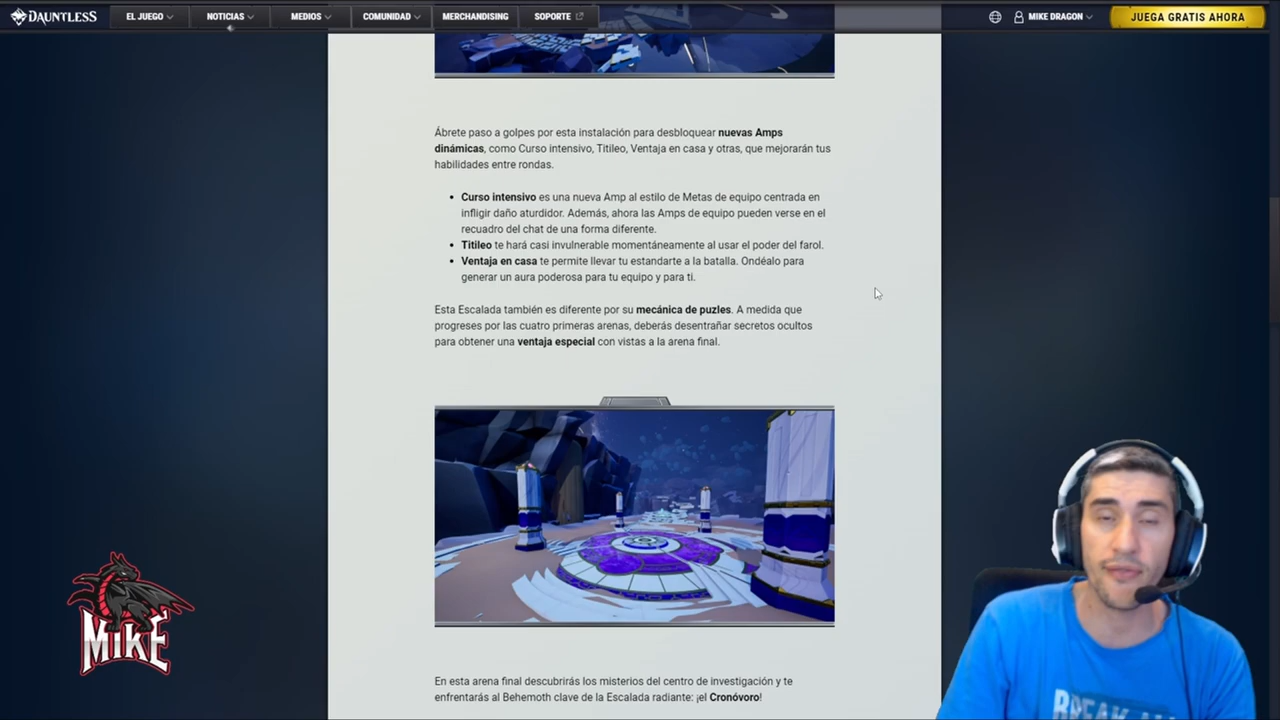 DAUNTLESS EL JUEGO NOTICIAS MEDIOS COMUNIDAD MERCHANDISING SOPORTE MIKE DRAGON JUEGA GRATIS AHORA
Ábrete paso a golpes por esta instalación para desbloquear nuevas Amps
dinámicas, como Curso intensivo, Titileo, Ventaja en casa y otras, que mejorarán tus
habilidades entre rondas.
• Curso intensivo es una nueva Amp al estilo de Metas de equipo centrada en
infligir daño aturdidor. Además, ahora las Amps de equipo pueden verse en el
recuadro del chat de una forma diferente.
• Titileo te hará casi invulnerable momentáneamente al usar el poder del farol.
• Ventaja en casa te permite llevar tu estandarte a la batalla. Ondéalo para
generar un aura poderosa para tu equipo y para ti.
Esta Escalada también es diferente por su mecánica de puzles. A medida que
progreses por las cuatro primeras arenas, deberás desentrañar secretos ocultos
para obtener una ventaja especial con vistas a la arena final.
MIKE
En esta arena final descubrirás los misterios del centro de investigación y te
enfrentarás al Behemoth clave de la Escalada radiante: ¡el Cronóvoro!
BREAK